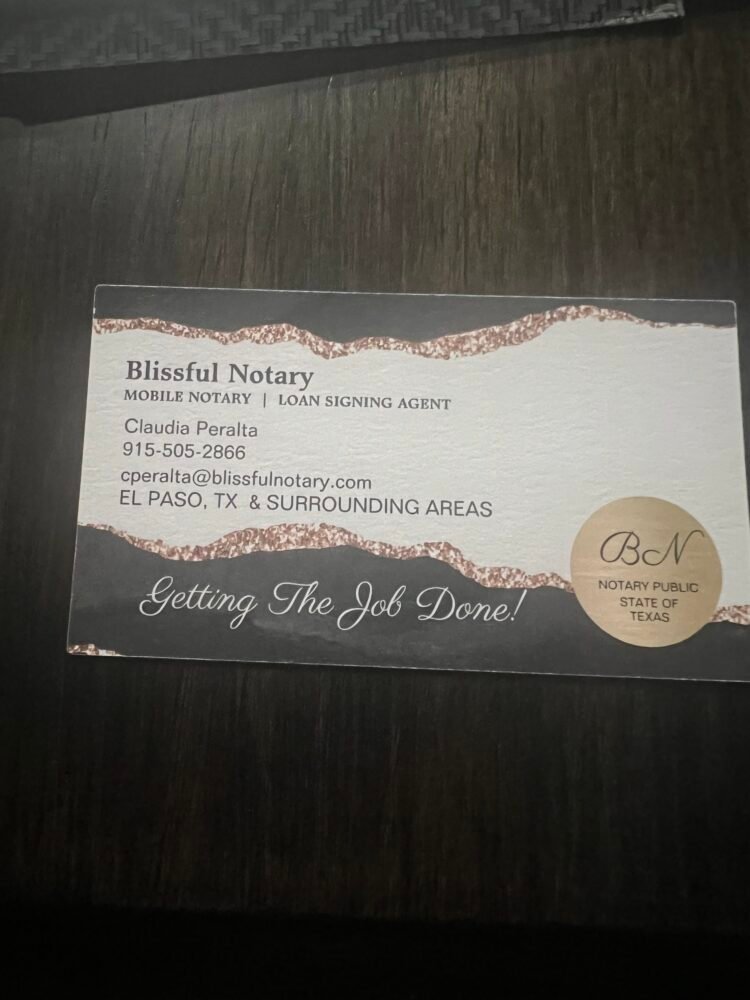 Blissful Notary
MOBILE NOTARY | LOAN SIGNING AGENT
Claudia Peralta
915-505-2866
cperalta@blissfulnotary.com
EL PASO, TX & SURROUNDING AREAS
Getting The Job Done!
BN
NOTARY PUBLIC
STATE OF
TEXAS